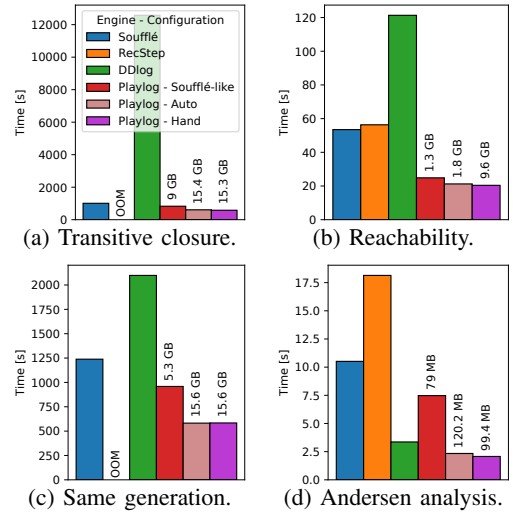 Engine - Configuration
Soufflé
RecStep
DDlog
Playlog - Soufflé-like
Playlog - Auto
Playlog - Hand
Time [s]
12000
10000
8000
6000
4000
2000
0
OOM
9 GB
15.4 GB
15.3 GB
(a) Transitive closure.
Time [s]
120
100
80
60
40
20
0
1.3 GB
1.8 GB
9.6 GB
(b) Reachability.
Time [s]
2000
1750
1500
1250
1000
750
500
250
0
OOM
5.3 GB
15.6 GB
15.6 GB
(c) Same generation.
Time [s]
17.5
15.0
12.5
10.0
7.5
5.0
2.5
0.0
79 MB
120.2 MB
99.4 MB
(d) Andersen analysis.